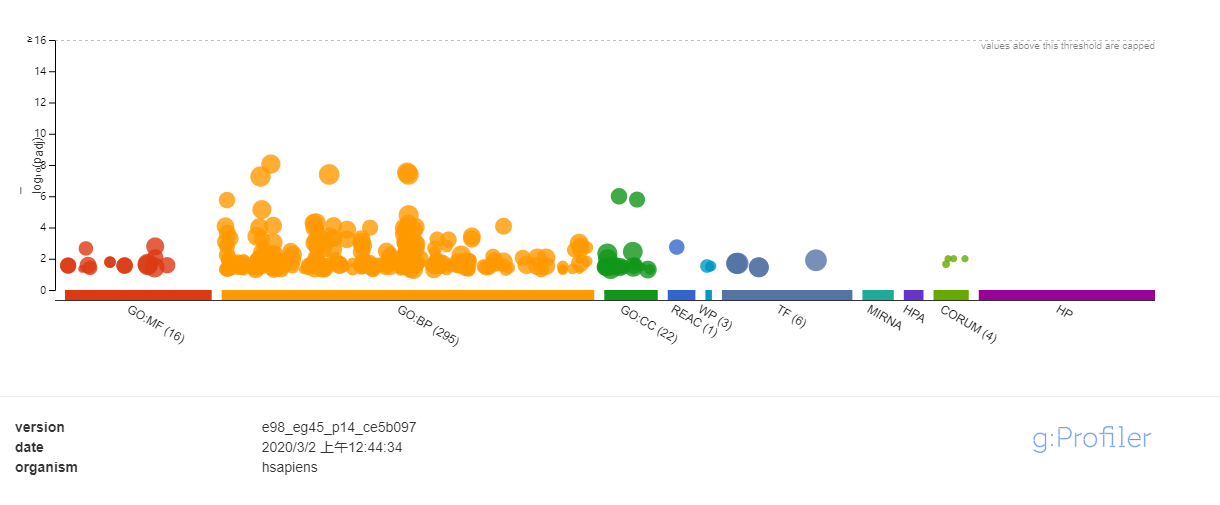 ≥16
values above this threshold are capped
14
12
10
8
6
4
2
0
–log₁₀(padj)
GO:MF (16)
GO:BP (295)
GO:CC (22)
REAC (1)
WP (3)
TF (6)
MIRNA
HPA
CORUM (4)
HP
version e98_eg45_p14_ce5b097
date 2020/3/2 上午12:44:34
organism hsapiens
g:Profiler